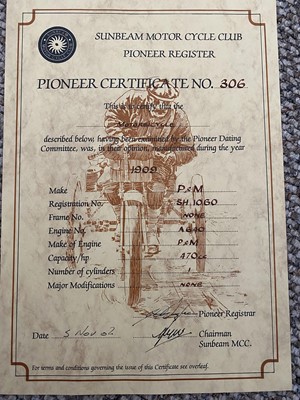 SUNBEAM MOTOR CYCLE CLUB
PIONEER REGISTER
PIONEER CERTIFICATE NO. 306
This is to certify that the
MOTORCYCLE
described below, having been examined by the Pioneer Dating
Committee, was, in their opinion, manufactured during the year
1909
Make P&M
Registration No. SH.1060
Frame No. NONE
Engine No. A640
Make of Engine P&M
Capacity/hp 470cc
Number of cylinders 1
Major Modifications NONE
Pioneer Registrar
Date 5 Nov 02 Chairman
Sunbeam MCC.
For terms and conditions governing the issue of this Certificate see overleaf.